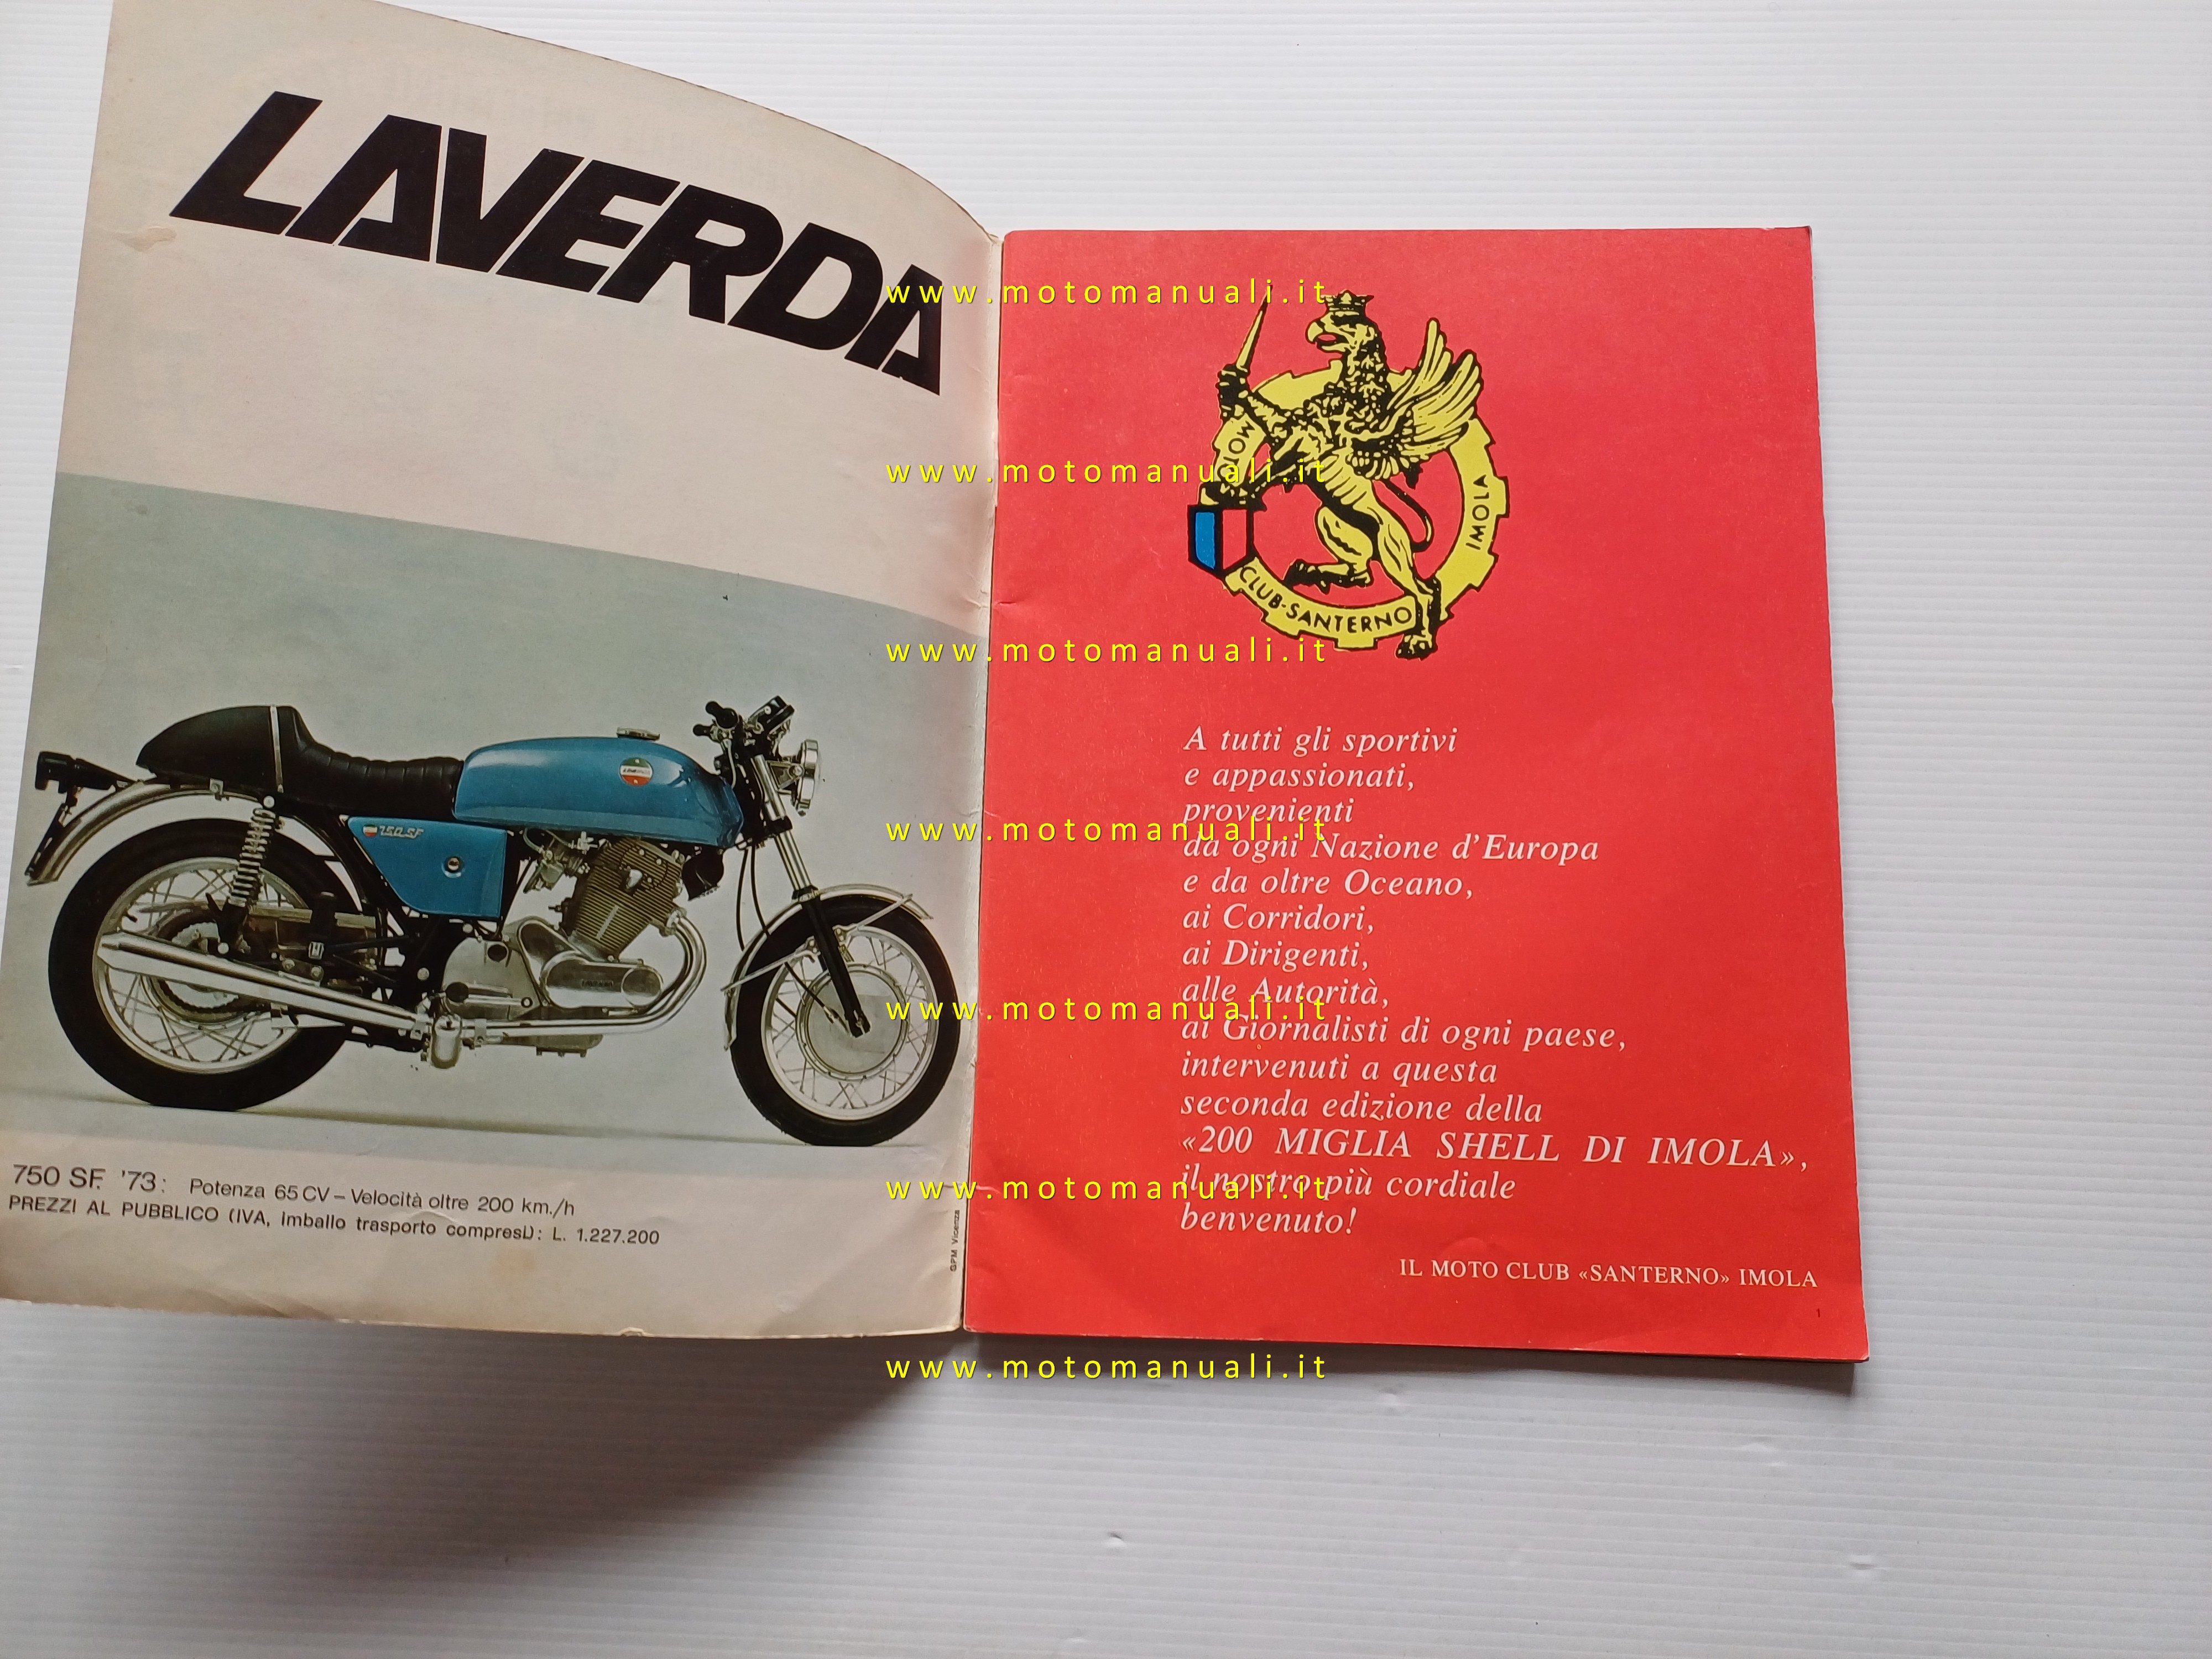 LAVERDA
750 SF
750 SF. '73: Potenza 65 CV – Velocità oltre 200 km./h
PREZZI AL PUBBLICO (IVA, imballo trasporto compresi): L. 1.227.200
GPM Vicenza
MOTO
CLUB-SANTERNO
IMOLA
A tutti gli sportivi
e appassionati,
provenienti
da ogni Nazione d'Europa
e da oltre Oceano,
ai Corridori,
ai Dirigenti,
alle Autorità,
ai Giornalisti di ogni paese,
intervenuti a questa
seconda edizione della
«200 MIGLIA SHELL DI IMOLA»,
il nostro più cordiale
benvenuto!
IL MOTO CLUB «SANTERNO» IMOLA
1
www.motomanuali.it
www.motomanuali.it
www.motomanuali.it
www.motomanuali.it
www.motomanuali.it
www.motomanuali.it
www.motomanuali.it